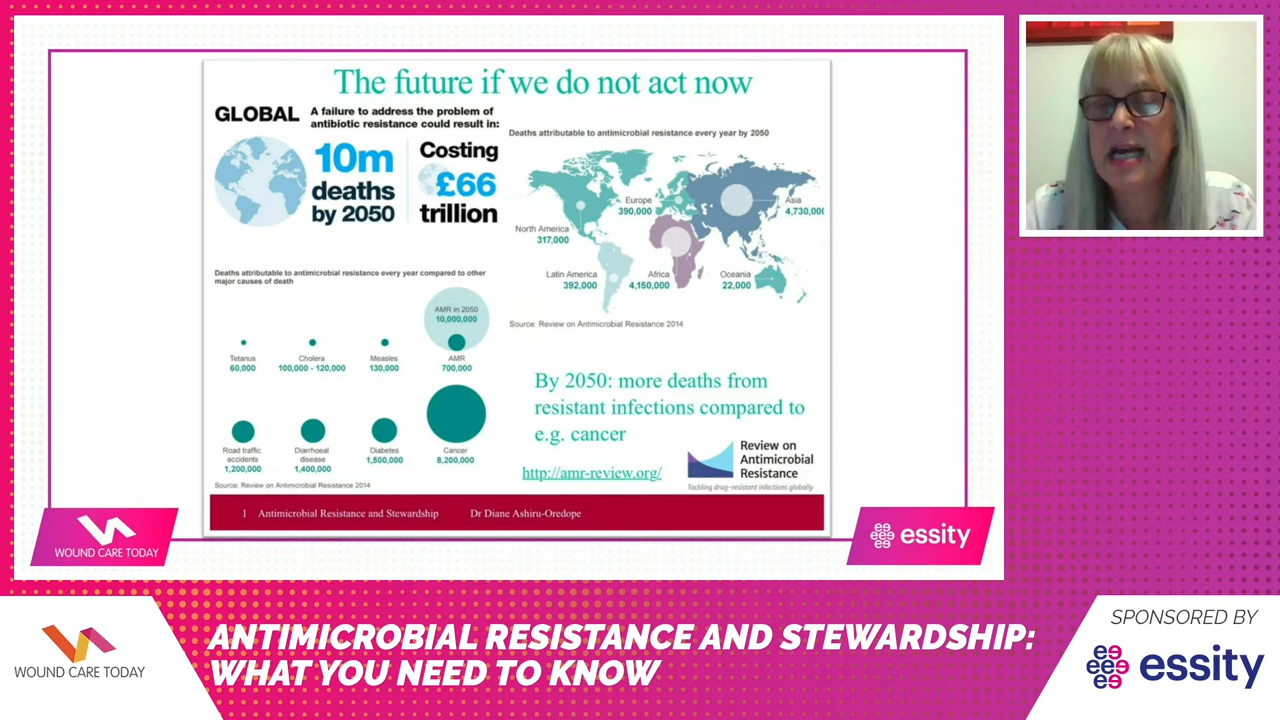 The future if we do not act now
GLOBAL
A failure to address the problem of
antibiotic resistance could result in:
10m
deaths
by 2050
Costing
£66
trillion
Deaths attributable to antimicrobial resistance every year by 2050
Europe
390,000
Asia
4,730,000
North America
317,000
Latin America
392,000
Africa
4,150,000
Oceania
22,000
Source: Review on Antimicrobial Resistance 2014
Deaths attributable to antimicrobial resistance every year compared to other
major causes of death
AMR in 2050
10,000,000
Tetanus
60,000
Cholera
100,000 - 120,000
Measles
130,000
AMR
700,000
Road traffic
accidents
1,200,000
Diarrhoeal
disease
1,400,000
Diabetes
1,500,000
Cancer
8,200,000
Source: Review on Antimicrobial Resistance 2014
By 2050: more deaths from
resistant infections compared to
e.g. cancer
http://amr-review.org/
Review on
Antimicrobial
Resistance
Tackling drug-resistant infections globally
1 Antimicrobial Resistance and Stewardship Dr Diane Ashiru-Oredope
WOUND CARE TODAY
essity
WOUND CARE TODAY
ANTIMICROBIAL RESISTANCE AND STEWARDSHIP:
WHAT YOU NEED TO KNOW
SPONSORED BY
essity